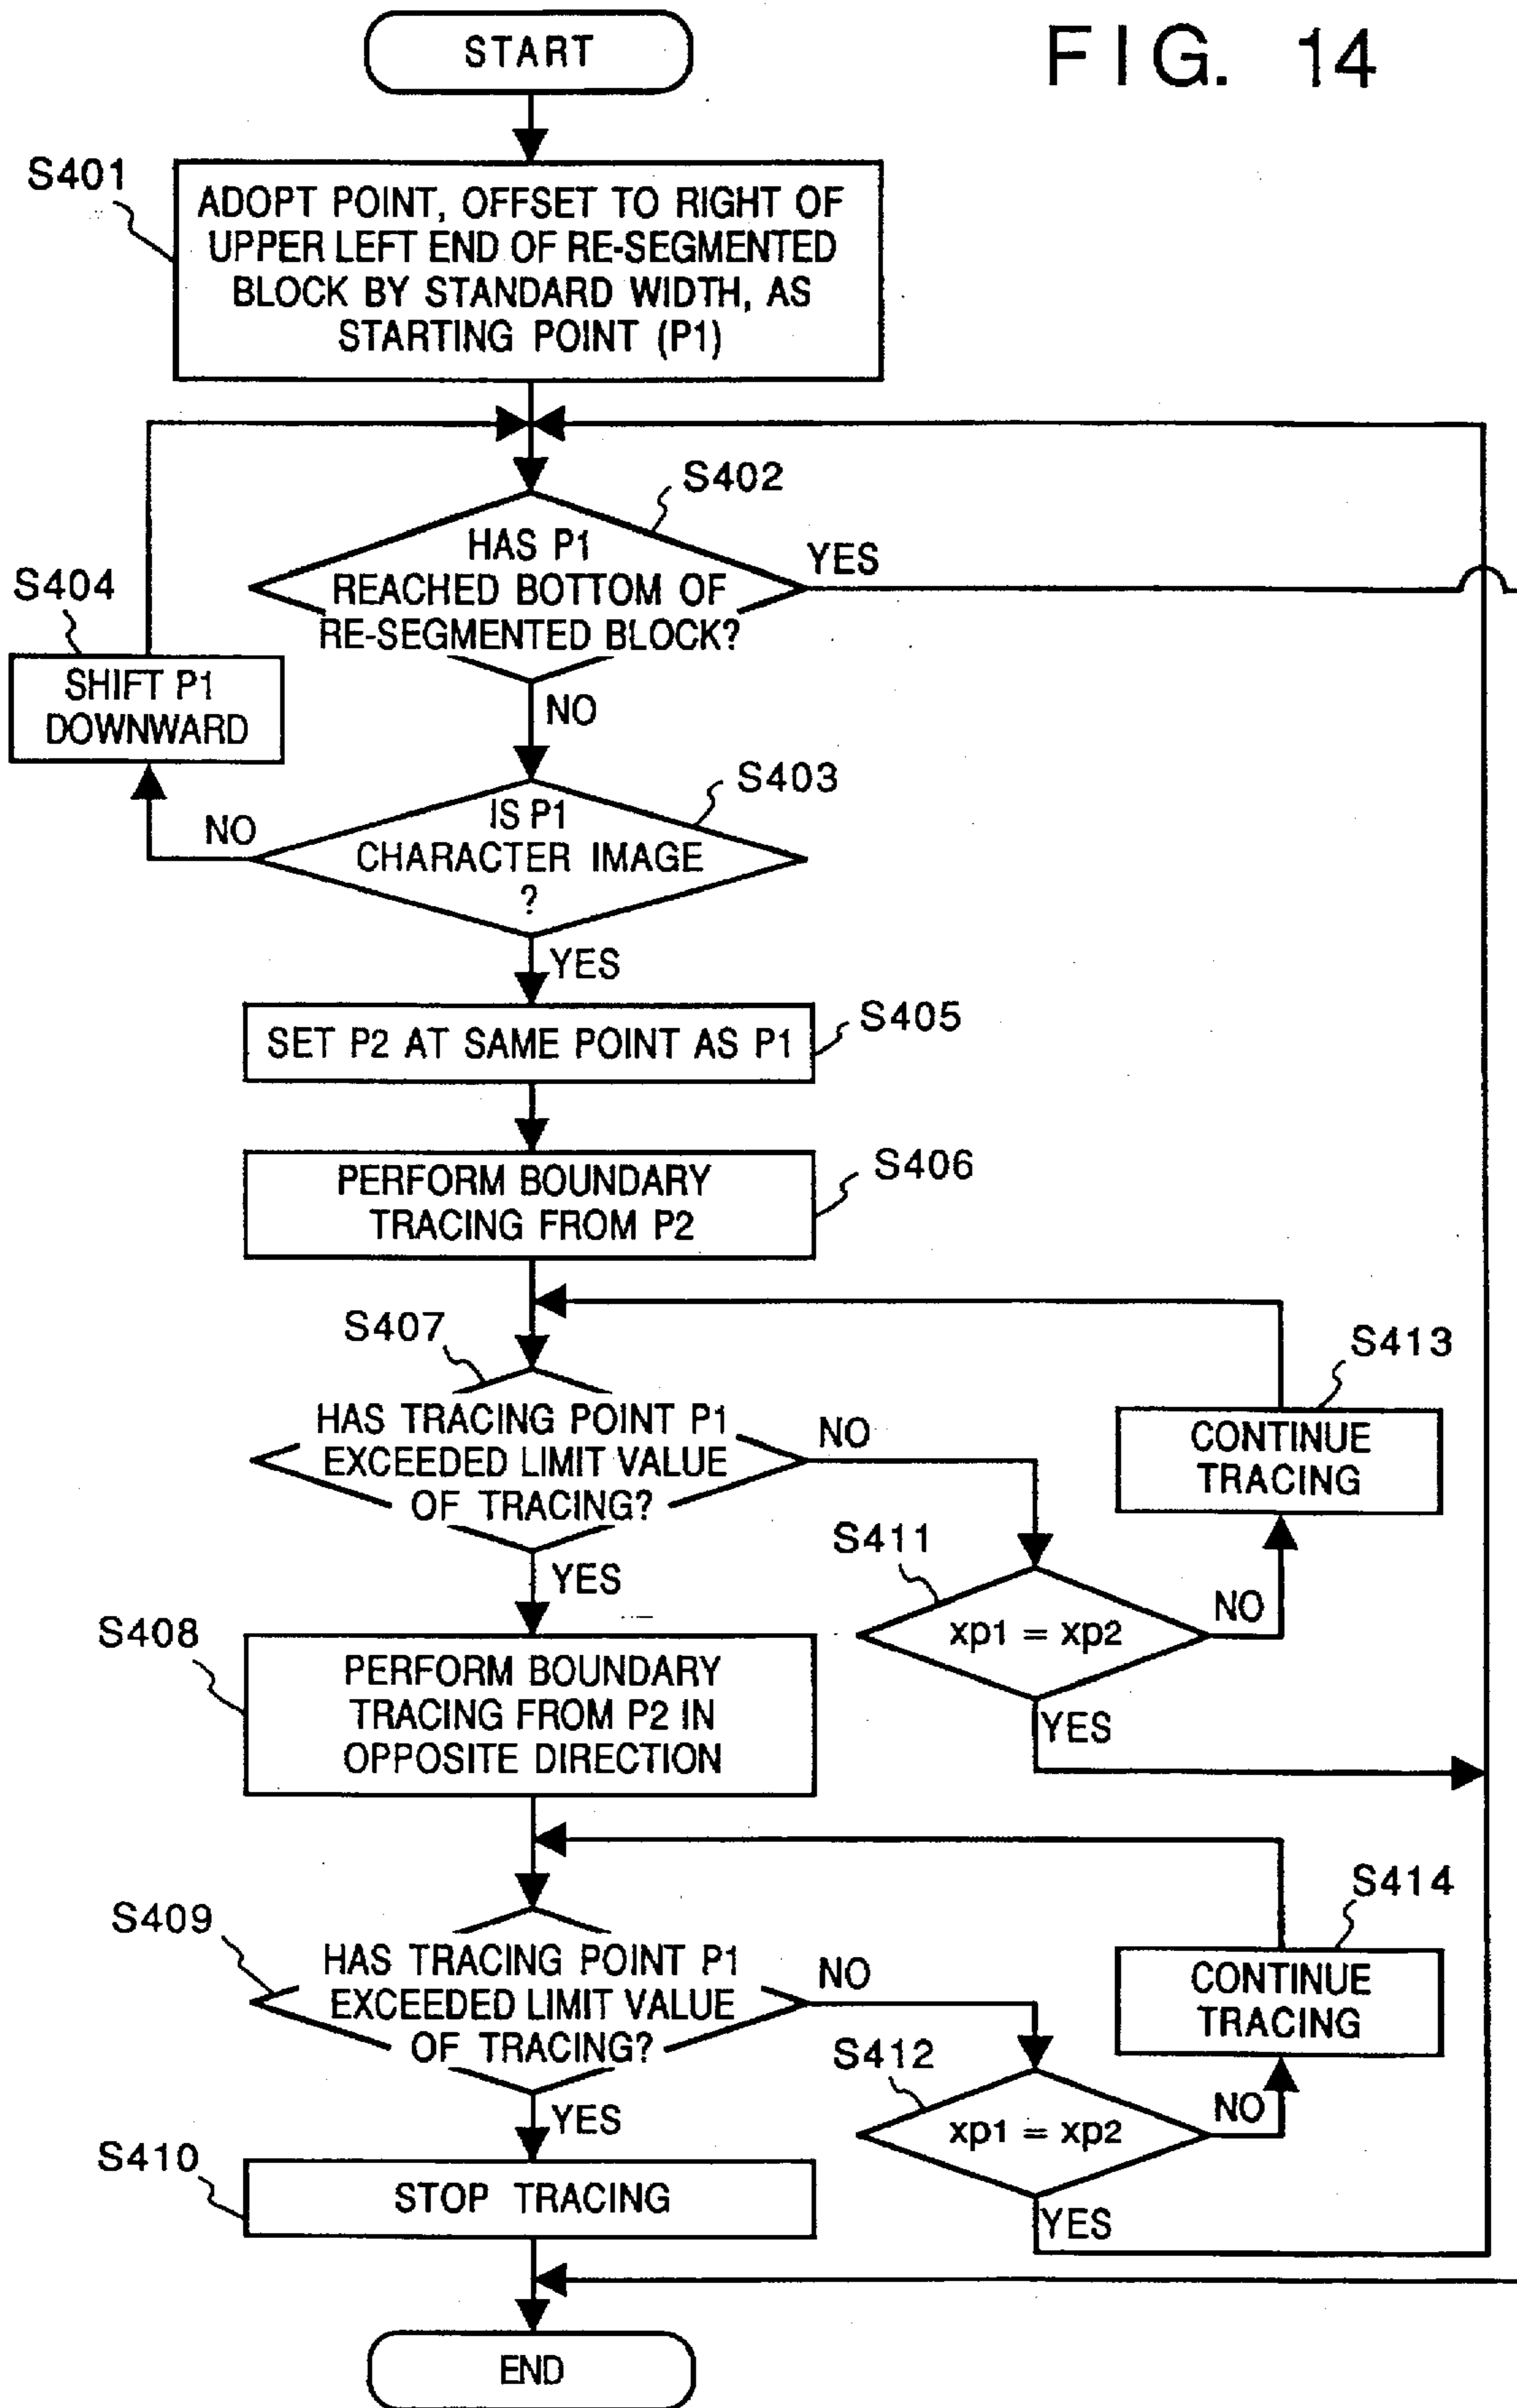 FIG. 14
START
S401
ADOPT POINT, OFFSET TO RIGHT OF
UPPER LEFT END OF RE-SEGMENTED
BLOCK BY STANDARD WIDTH, AS
STARTING POINT (P1)
S402
HAS P1
REACHED BOTTOM OF
RE-SEGMENTED BLOCK?
YES
NO
S404
SHIFT P1
DOWNWARD
S403
IS P1
CHARACTER IMAGE
?
NO
YES
S405
SET P2 AT SAME POINT AS P1
S406
PERFORM BOUNDARY
TRACING FROM P2
S407
HAS TRACING POINT P1
EXCEEDED LIMIT VALUE
OF TRACING?
NO
YES
S413
CONTINUE
TRACING
S411
xp1 = xp2
NO
YES
S408
PERFORM BOUNDARY
TRACING FROM P2 IN
OPPOSITE DIRECTION
S409
HAS TRACING POINT P1
EXCEEDED LIMIT VALUE
OF TRACING?
NO
YES
S414
CONTINUE
TRACING
S412
xp1 = xp2
NO
YES
S410
STOP TRACING
END